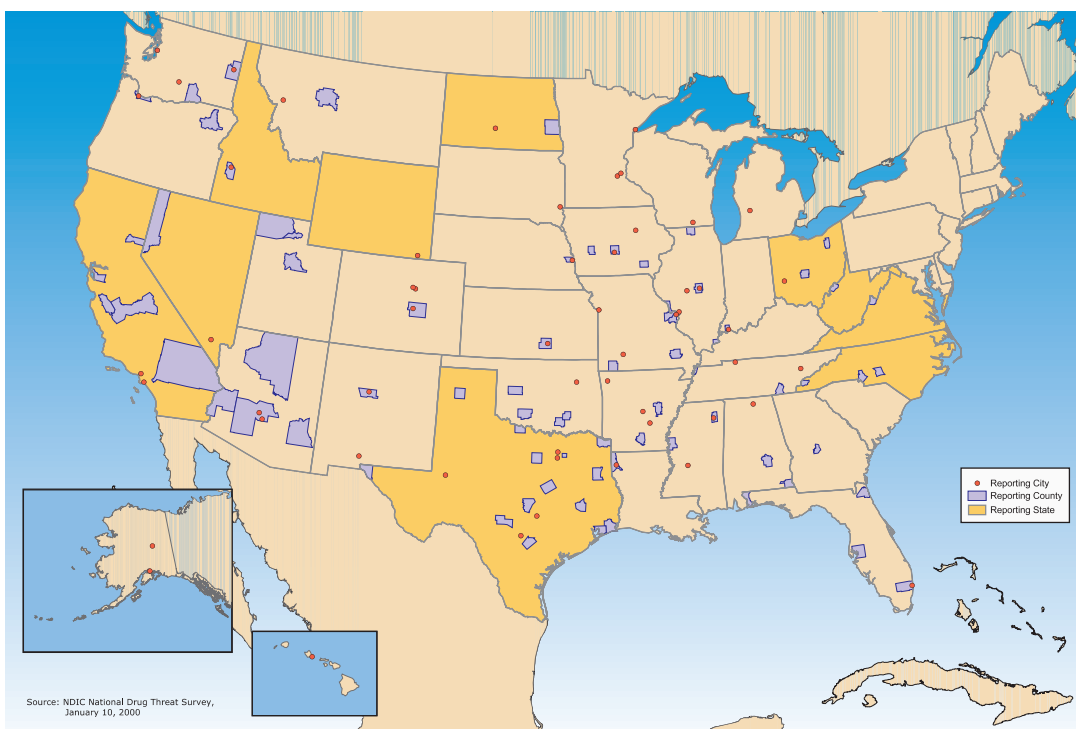 Reporting City
Reporting County
Reporting State
Source: NDIC National Drug Threat Survey,
January 10, 2000